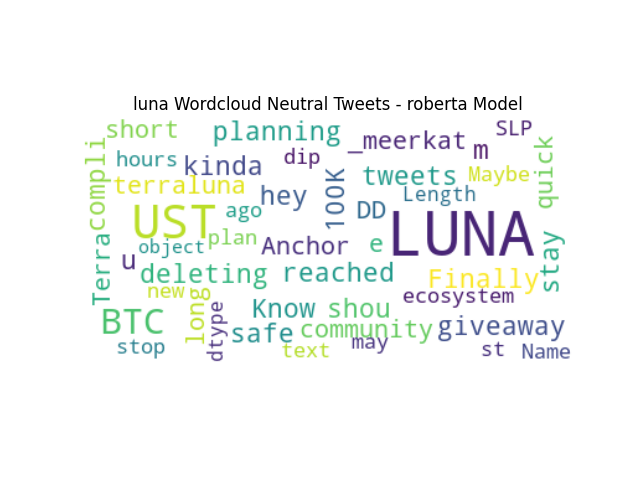 luna Wordcloud Neutral Tweets - roberta Model
short
planning
_meerkat
SLP
m
hours
kinda
dip
compli
terraluna
hey
100K
tweets
Maybe
quick
Length
UST
ago
DD
LUNA
u
object
plan
Anchor
e
Terra
deleting
reached
Finally
stay
new
long
ecosystem
BTC
dtype
Know
shou
safe
community
giveaway
stop
text
may
st
Name